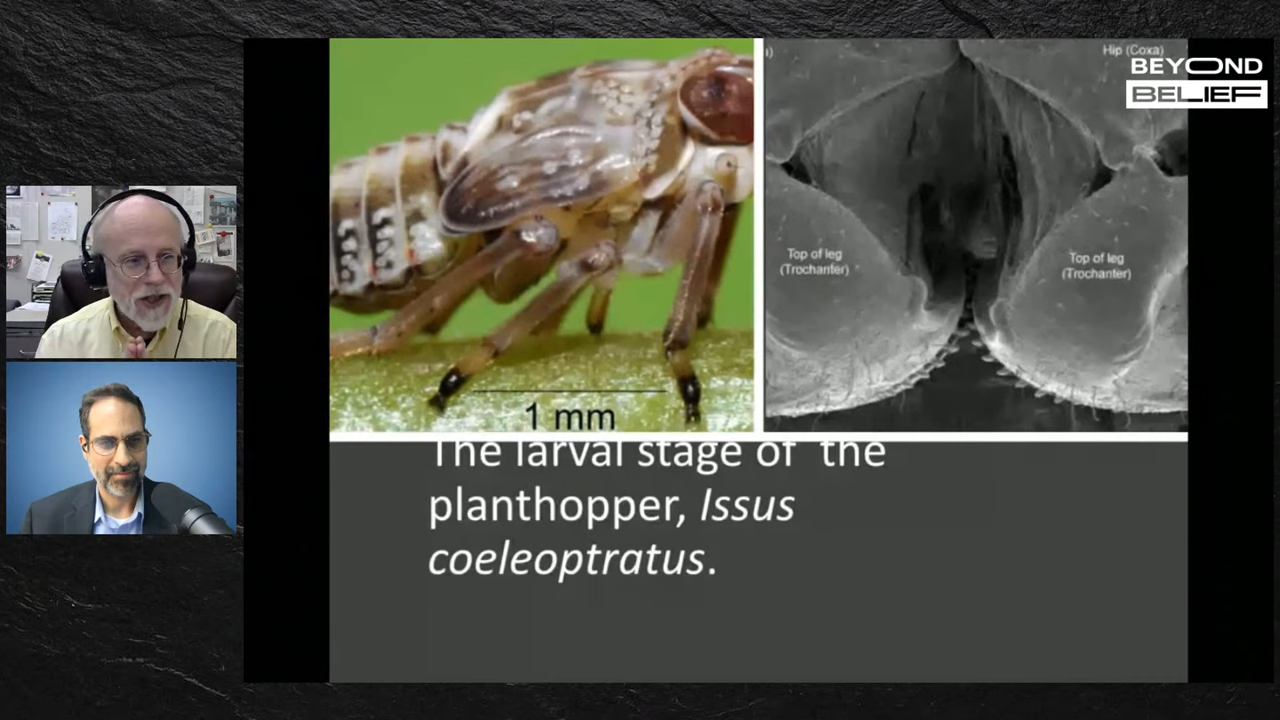 Hip (Coxa)
BEYOND
BELIEF
Top of leg
(Trochanter)
Top of leg
(Trochanter)
1 mm
The larval stage of the
planthopper, Issus
coeleoptratus.